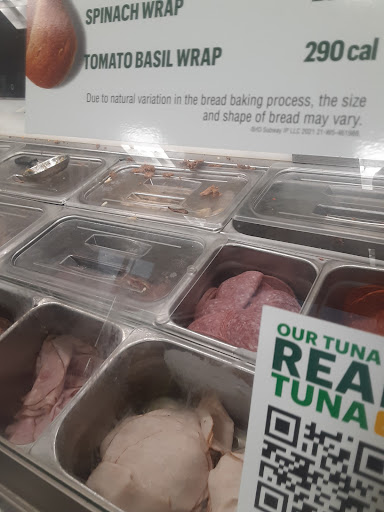 SPINACH WRAP
TOMATO BASIL WRAP 290 cal
Due to natural variation in the bread baking process, the size
and shape of bread may vary.
OUR TUNA
REA
TUNA